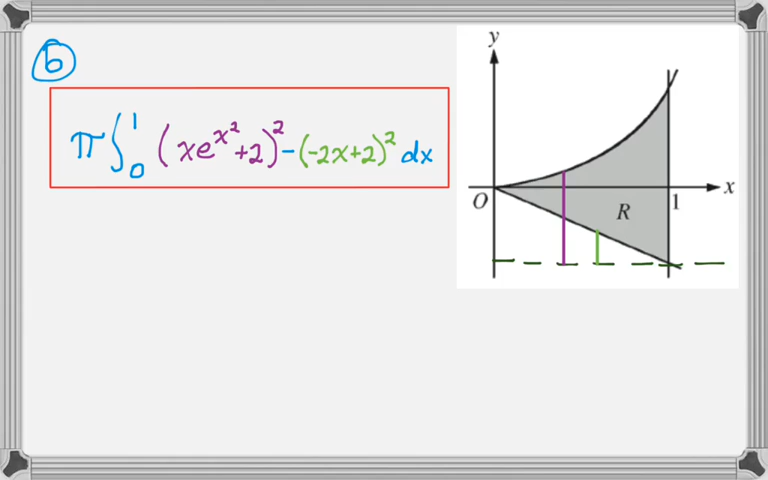 b
π∫₀¹ (xe^{x²}+2)² - (-2x+2)² dx
y
O
R
1
x